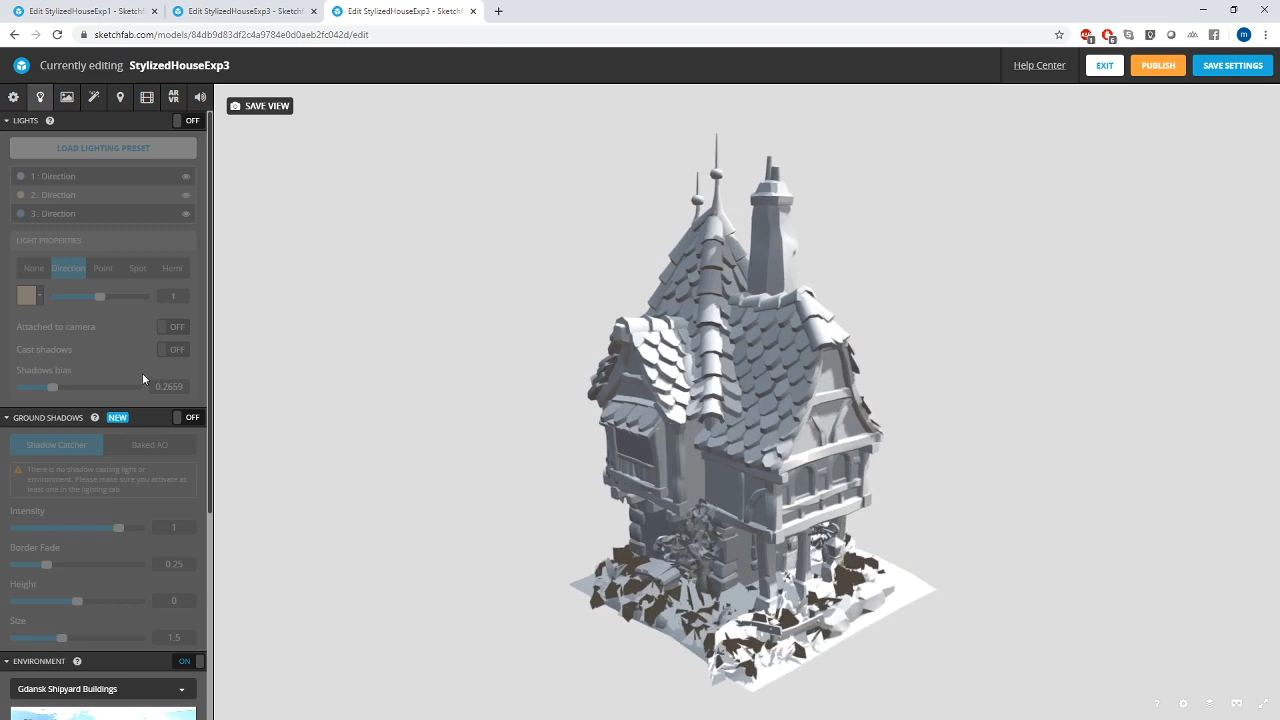 Edit StylizedHouseExp1 - Sketchf
Edit StylizedHouseExp3 - Sketchf
Edit StylizedHouseExp3 - Sketchf
sketchfab.com/models/84db9d83df2c4a9784e0d0aeb2fc042d/edit
Currently editing StylizedHouseExp3
Help Center
EXIT
PUBLISH
SAVE SETTINGS
AR
VR
SAVE VIEW
LIGHTS
OFF
LOAD LIGHTING PRESET
1 : Direction
2 : Direction
3 : Direction
LIGHT PROPERTIES
None Direction Point Spot Hemi
1
Attached to camera OFF
Cast shadows OFF
Shadows bias
0.2659
GROUND SHADOWS NEW OFF
Shadow Catcher Baked AO
There is no shadow casting light or
environment. Please make sure you activate at
least one in the lighting tab
Intensity
1
Border Fade
0.25
Height
0
Size
1.5
ENVIRONMENT ON
Gdansk Shipyard Buildings